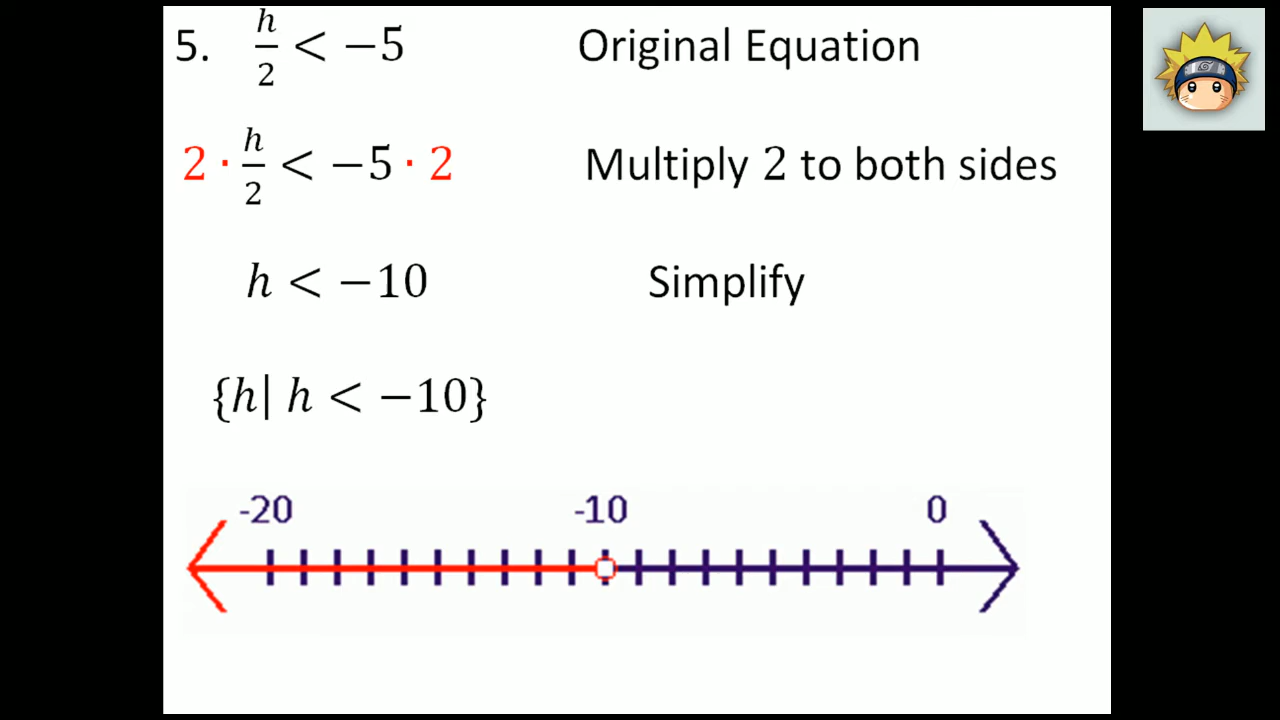 5. h/2 < −5 Original Equation
2 · h/2 < −5 · 2 Multiply 2 to both sides
h < −10 Simplify
{h| h < −10}
-20 -10 0